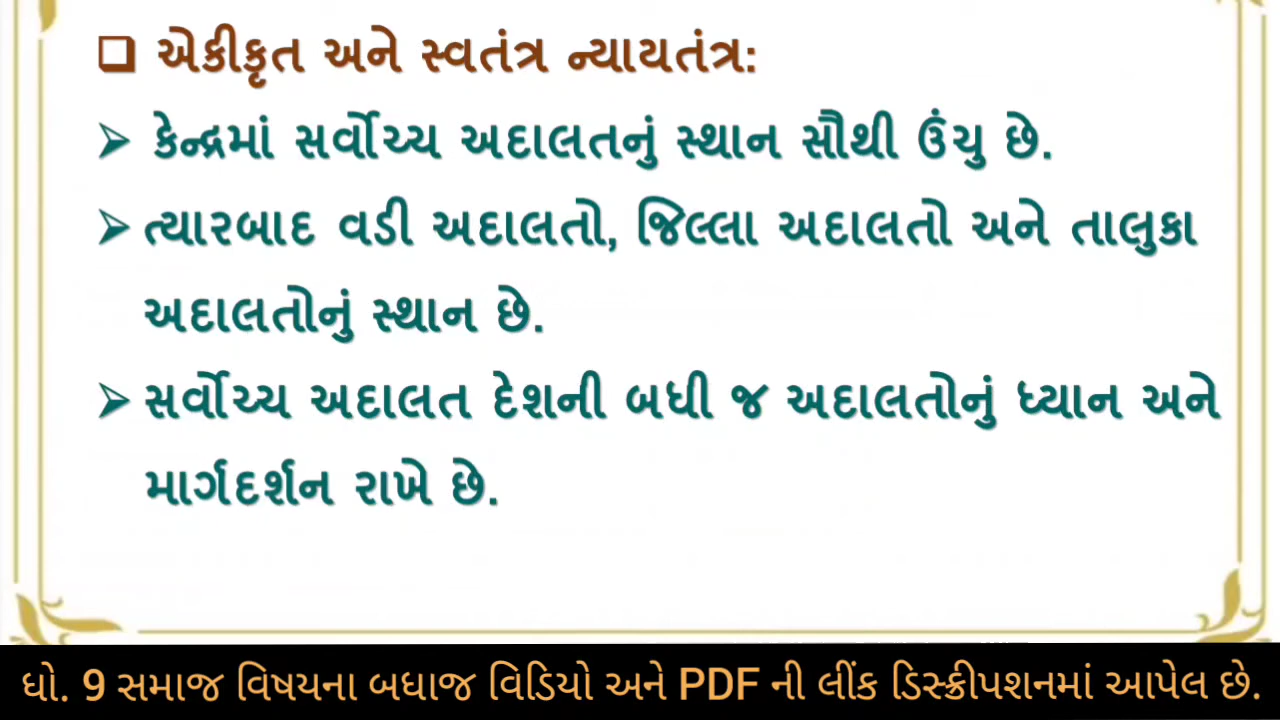 ❑ એકીકૃત અને સ્વતંત્ર ન્યાયતંત્ર:
➢ કેન્દ્રમાં સર્વોચ્ચ અદાલતનું સ્થાન સૌથી ઉંચુ છે.
➢ ત્યારબાદ વડી અદાલતો, જિલ્લા અદાલતો અને તાલુકા
અદાલતોનું સ્થાન છે.
➢ સર્વોચ્ચ અદાલત દેશની બધી જ અદાલતોનું ધ્યાન અને
માર્ગદર્શન રાખે છે.
ધો. 9 સમાજ વિષયના બધાજ વિડિયો અને PDF ની લીંક ડિસ્ક્રીપશનમાં આપેલ છે.